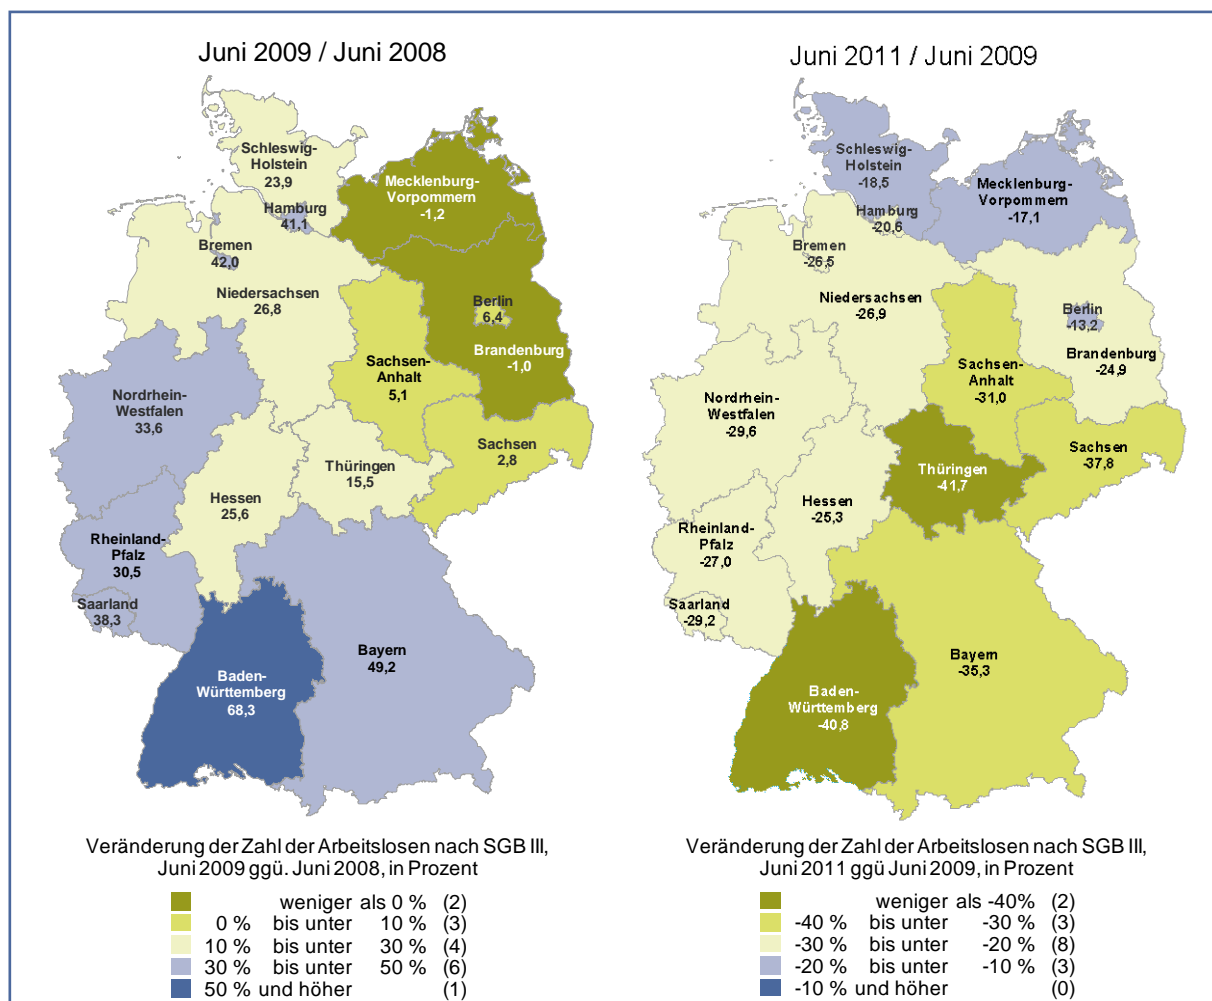 Juni 2009 / Juni 2008
Schleswig-
Holstein
23,9
Mecklenburg-
Vorpommern
-1,2
Hamburg
41,1
Bremen
42,0
Niedersachsen
26,8
Berlin
6,4
Brandenburg
-1,0
Sachsen-
Anhalt
5,1
Nordrhein-
Westfalen
33,6
Sachsen
2,8
Thüringen
15,5
Hessen
25,6
Rheinland-
Pfalz
30,5
Saarland
38,3
Bayern
49,2
Baden-
Württemberg
68,3
Veränderung der Zahl der Arbeitslosen nach SGB III,
Juni 2009 ggü. Juni 2008, in Prozent
weniger als 0 % (2)
0 % bis unter 10 % (3)
10 % bis unter 30 % (4)
30 % bis unter 50 % (6)
50 % und höher (1)
Juni 2011 / Juni 2009
Schleswig-
Holstein
-18,5
Mecklenburg-
Vorpommern
-17,1
Hamburg
-20,6
Bremen
-26,5
Niedersachsen
-26,9
Berlin
-13,2
Brandenburg
-24,9
Sachsen-
Anhalt
-31,0
Nordrhein-
Westfalen
-29,6
Sachsen
-37,8
Thüringen
-41,7
Hessen
-25,3
Rheinland-
Pfalz
-27,0
Saarland
-29,2
Bayern
-35,3
Baden-
Württemberg
-40,8
Veränderung der Zahl der Arbeitslosen nach SGB III,
Juni 2011 ggü Juni 2009, in Prozent
weniger als -40% (2)
-40 % bis unter -30 % (3)
-30 % bis unter -20 % (8)
-20 % bis unter -10 % (3)
-10 % und höher (0)